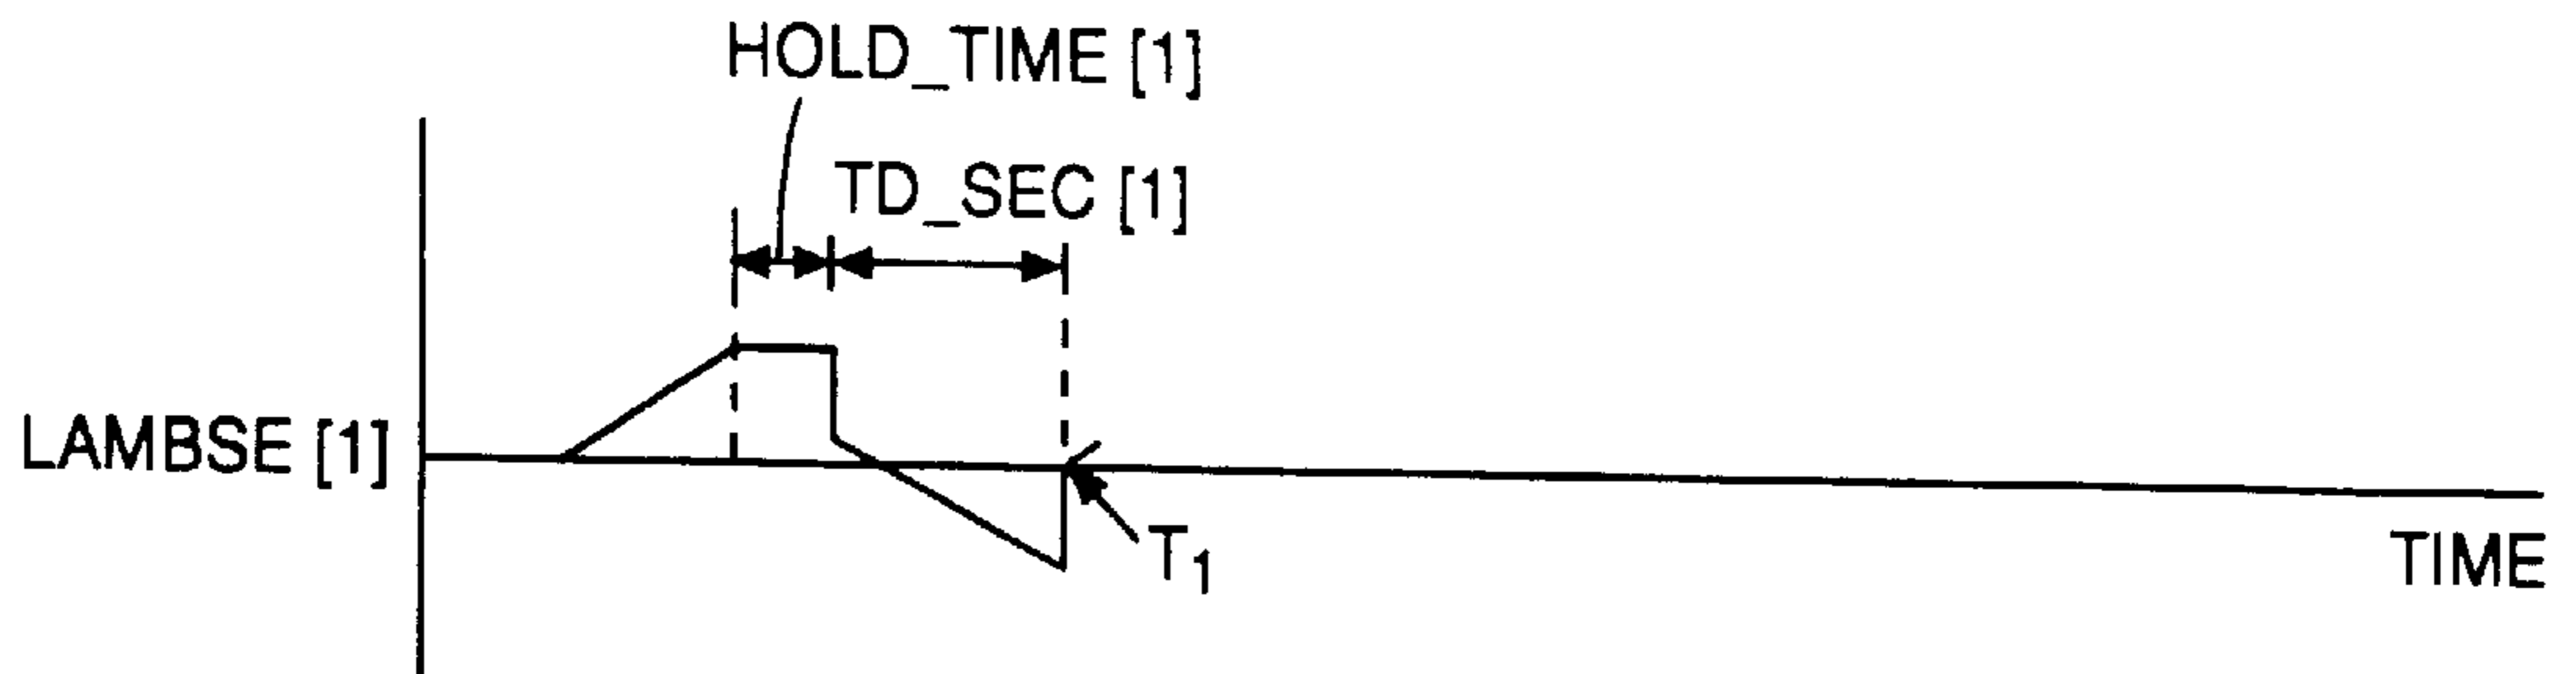 HOLD_TIME [1]
TD_SEC [1]
LAMBSE [1]
T1
TIME